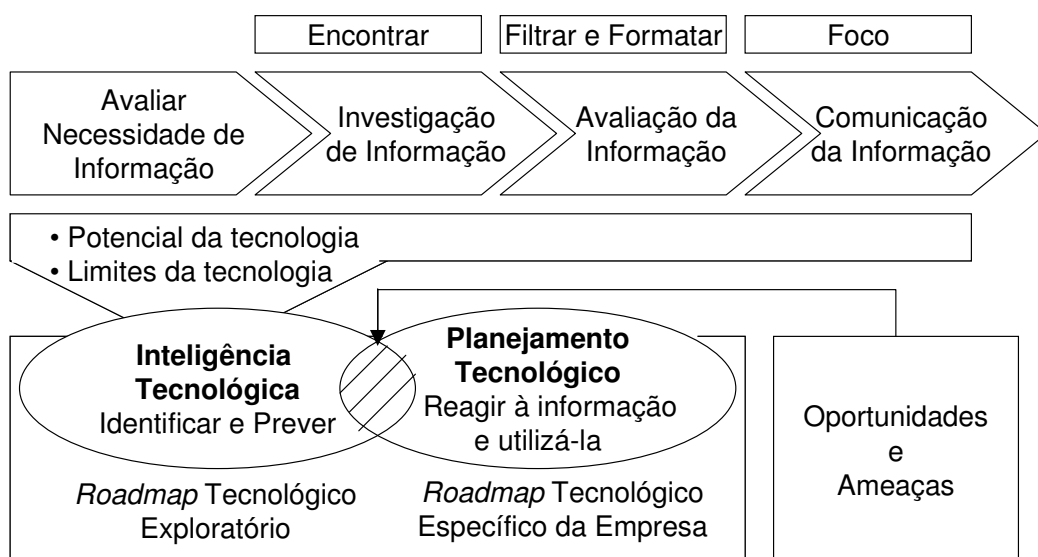 Encontrar
Filtrar e Formatar
Foco
Avaliar
Necessidade de
Informação
Investigação
de Informação
Avaliação da
Informação
Comunicação
da Informação
• Potencial da tecnologia
• Limites da tecnologia
Inteligência
Tecnológica
Identificar e Prever
Planejamento
Tecnológico
Reagir à informação
e utilizá-la
Oportunidades
e
Ameaças
Roadmap Tecnológico
Exploratório
Roadmap Tecnológico
Específico da Empresa